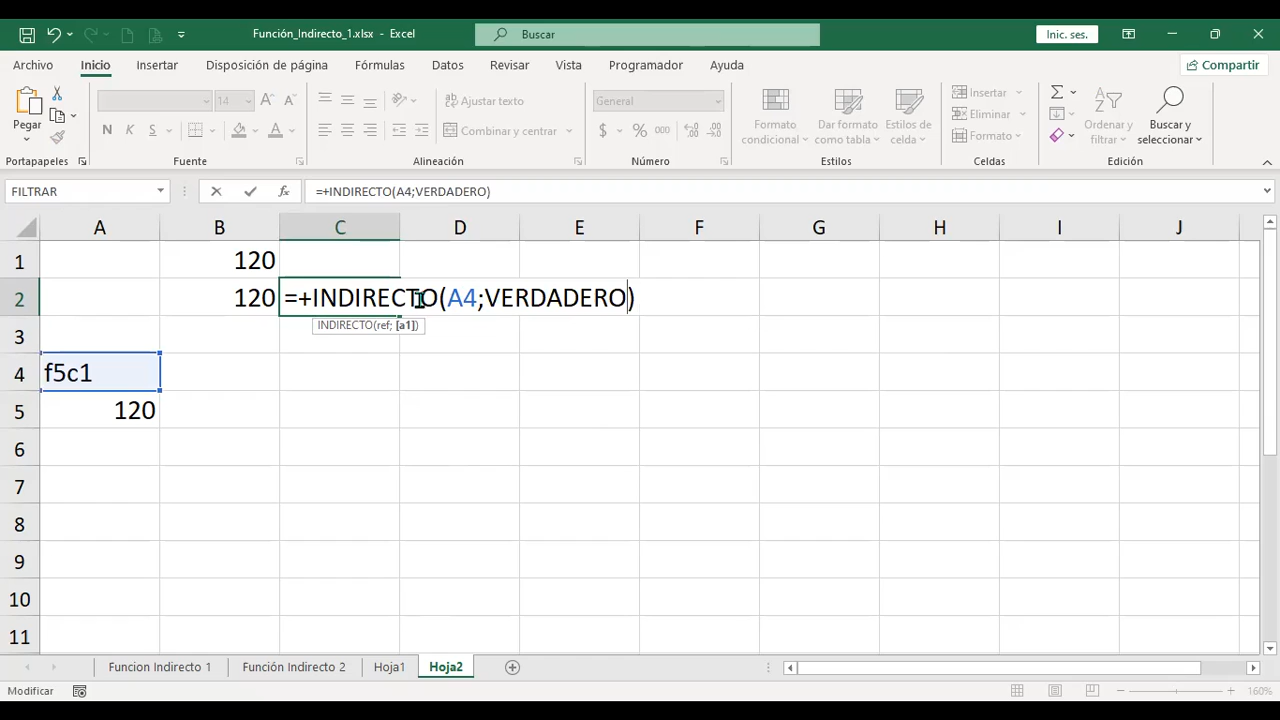 Función_Indirecto_1.xlsx - Excel
Buscar
Inic. ses.
Archivo Inicio Insertar Disposición de página Fórmulas Datos Revisar Vista Programador Ayuda
Compartir
Pegar
14
Ajustar texto
General
Formato condicional
Dar formato como tabla
Estilos de celda
Insertar
Eliminar
Formato
Ordenar y filtrar
Buscar y seleccionar
N K S
Combinar y centrar
$ % 000
Portapapeles Fuente Alineación Número Estilos Celdas Edición
FILTRAR
=+INDIRECTO(A4;VERDADERO)
A B C D E F G H I J
1 120
2 120 =+INDIRECTO(A4;VERDADERO)
INDIRECTO(ref; [a1])
3
4 f5c1
5 120
6
7
8
9
10
11
Funcion Indirecto 1 Función Indirecto 2 Hoja1 Hoja2
Modificar
160%